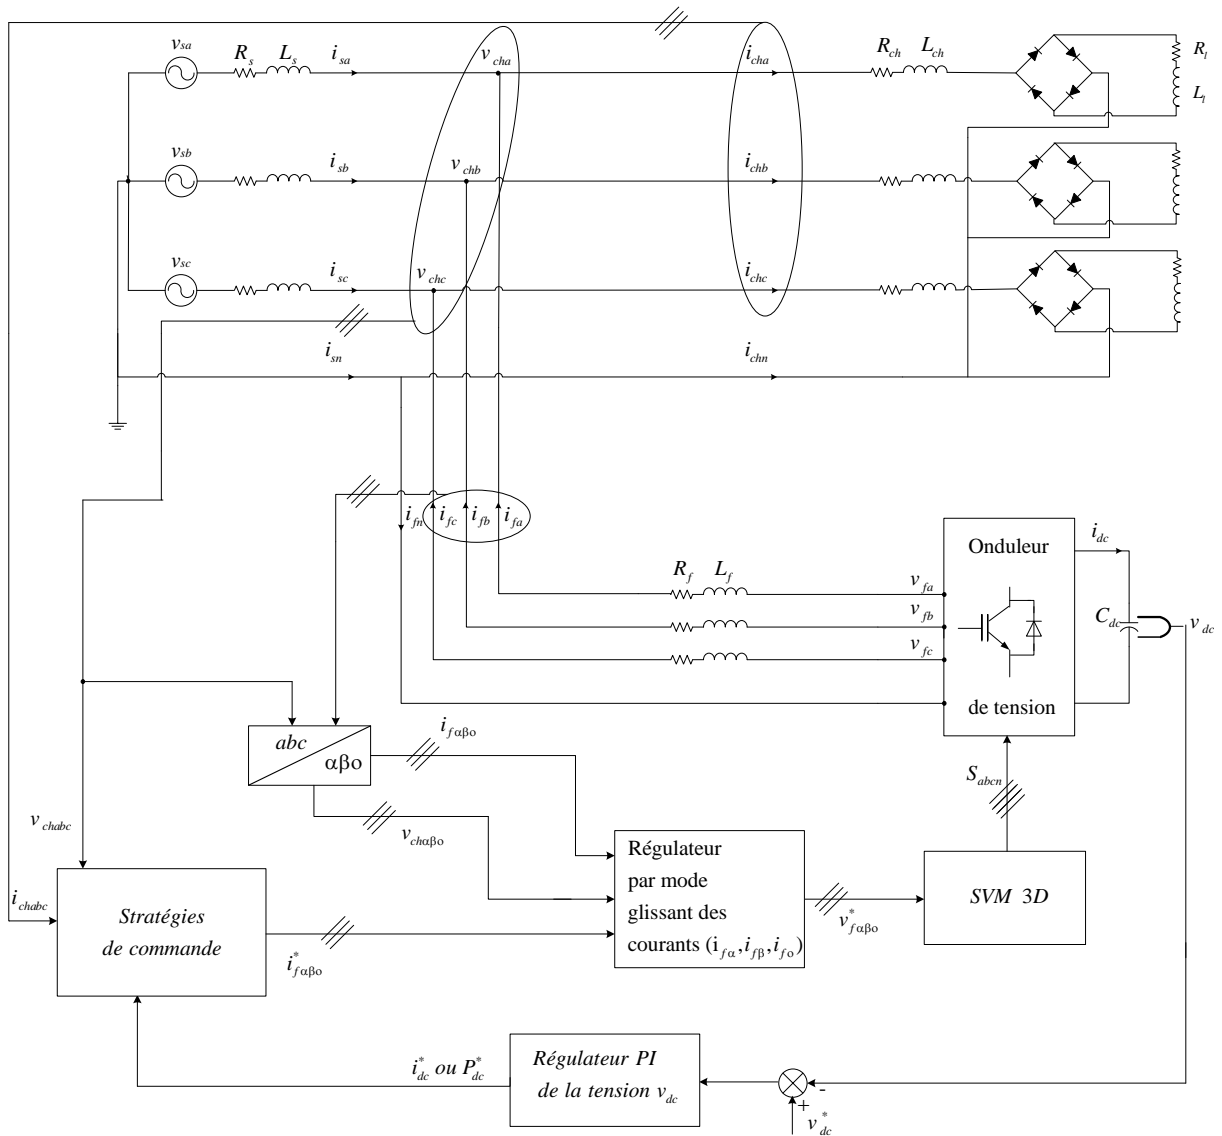 v_sa
R_s L_s i_sa
v_cha
i_cha
R_ch L_ch
R_l
L_l
v_sb
i_sb
v_chb
i_chb
v_sc
i_sc
v_chc
i_chc
i_sn
i_chn
i_fn i_fc i_fb i_fa
Onduleur
de tension
i_dc
R_f L_f
v_fa
v_fb
v_fc
C_dc
v_dc
abc
αβo
i_fαβo
v_chαβo
S_abcn
v_chabc
i_chabc
Stratégies
de commande
i*_fαβo
Régulateur
par mode
glissant des
courants (i_fα, i_fβ, i_fo)
v*_fαβo
SVM 3D
i*_dc ou P*_dc
Régulateur PI
de la tension v_dc
-
+
v_dc*